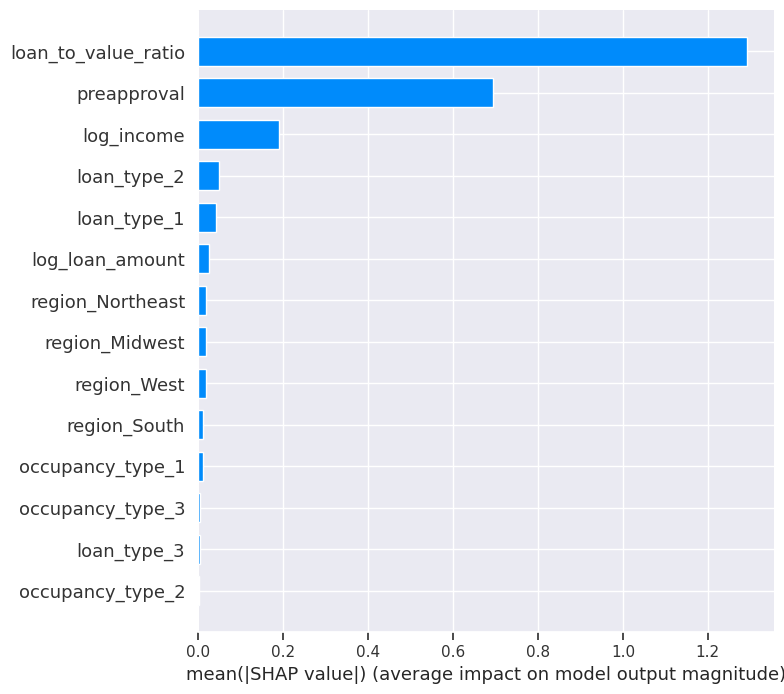 loan_to_value_ratio
preapproval
log_income
loan_type_2
loan_type_1
log_loan_amount
region_Northeast
region_Midwest
region_West
region_South
occupancy_type_1
occupancy_type_3
loan_type_3
occupancy_type_2
0.0 0.2 0.4 0.6 0.8 1.0 1.2
mean(|SHAP value|) (average impact on model output magnitude)